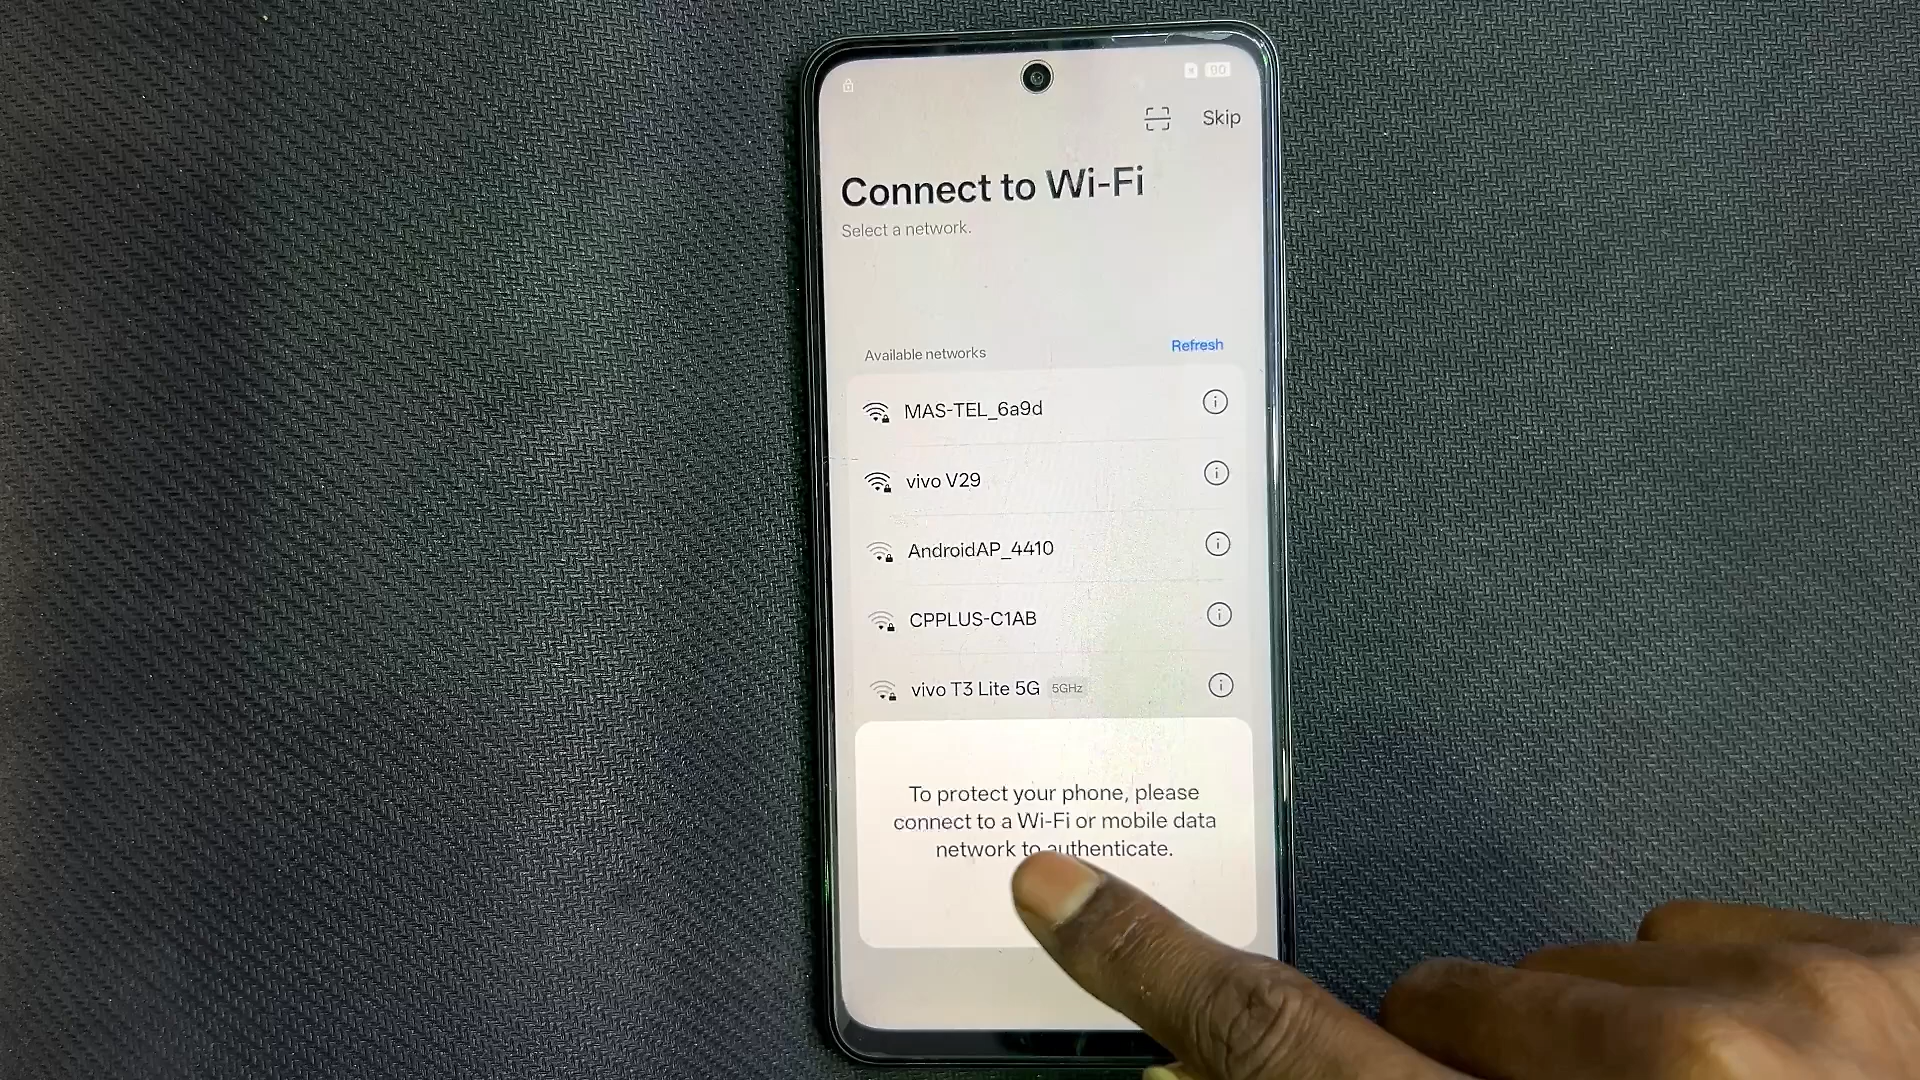 90
Skip
Connect to Wi-Fi
Select a network.
Available networks
Refresh
MAS-TEL_6a9d
vivo V29
AndroidAP_4410
CPPLUS-C1AB
vivo T3 Lite 5G 5GHz
To protect your phone, please
connect to a Wi-Fi or mobile data
network to authenticate.